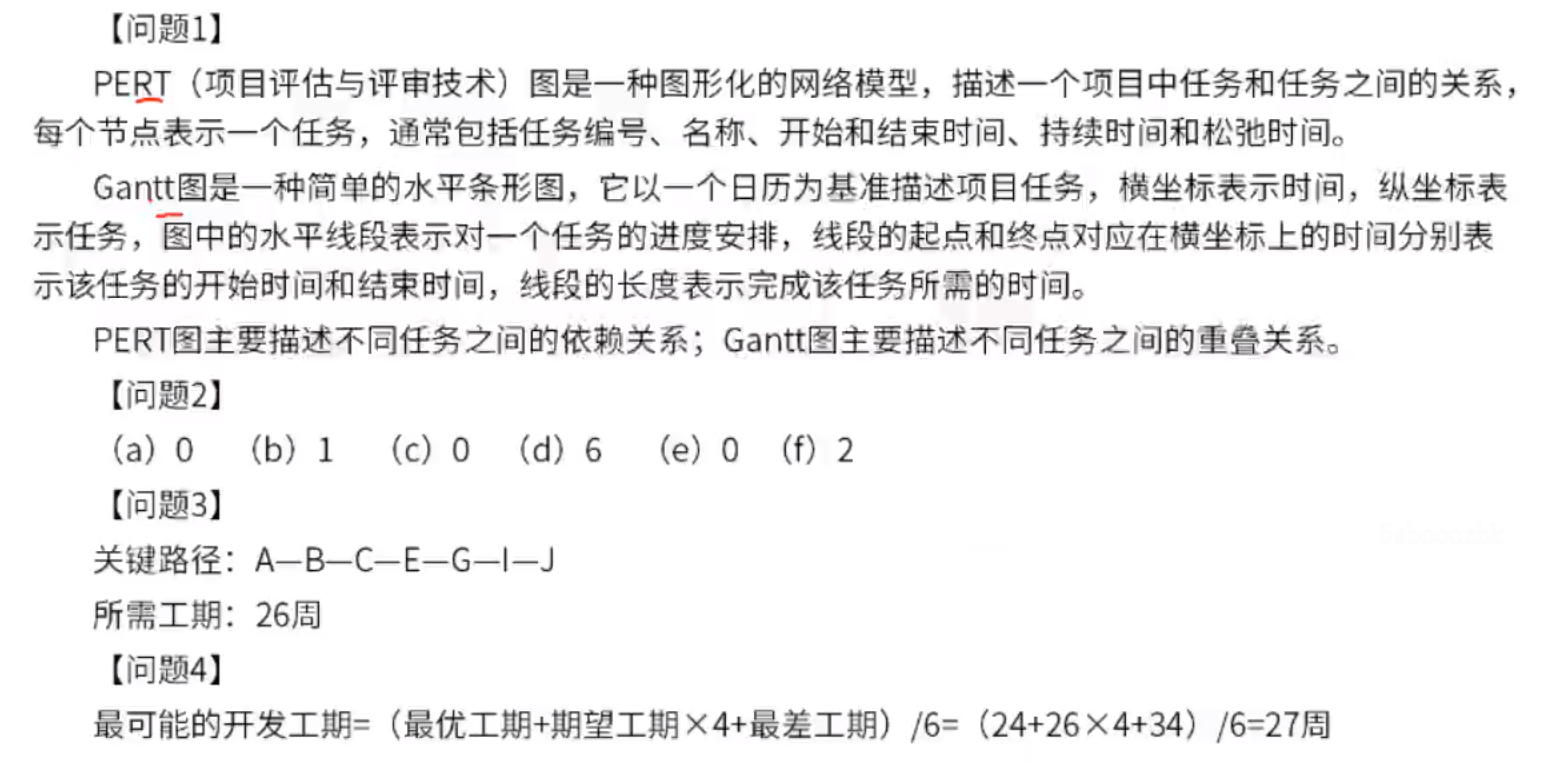 【问题1】
PERT（项目评估与评审技术）图是一种图形化的网络模型，描述一个项目中任务和任务之间的关系，
每个节点表示一个任务，通常包括任务编号、名称、开始和结束时间、持续时间和松弛时间。
Gantt图是一种简单的水平条形图，它以一个日历为基准描述项目任务，横坐标表示时间，纵坐标表
示任务，图中的水平线段表示对一个任务的进度安排，线段的起点和终点对应在横坐标上的时间分别表
示该任务的开始时间和结束时间，线段的长度表示完成该任务所需的时间。
PERT图主要描述不同任务之间的依赖关系；Gantt图主要描述不同任务之间的重叠关系。
【问题2】
（a）0 （b）1 （c）0 （d）6 （e）0 （f）2
【问题3】
关键路径：A—B—C—E—G—I—J
所需工期：26周
【问题4】
最可能的开发工期=（最优工期+期望工期×4+最差工期）/6=（24+26×4+34）/6=27周